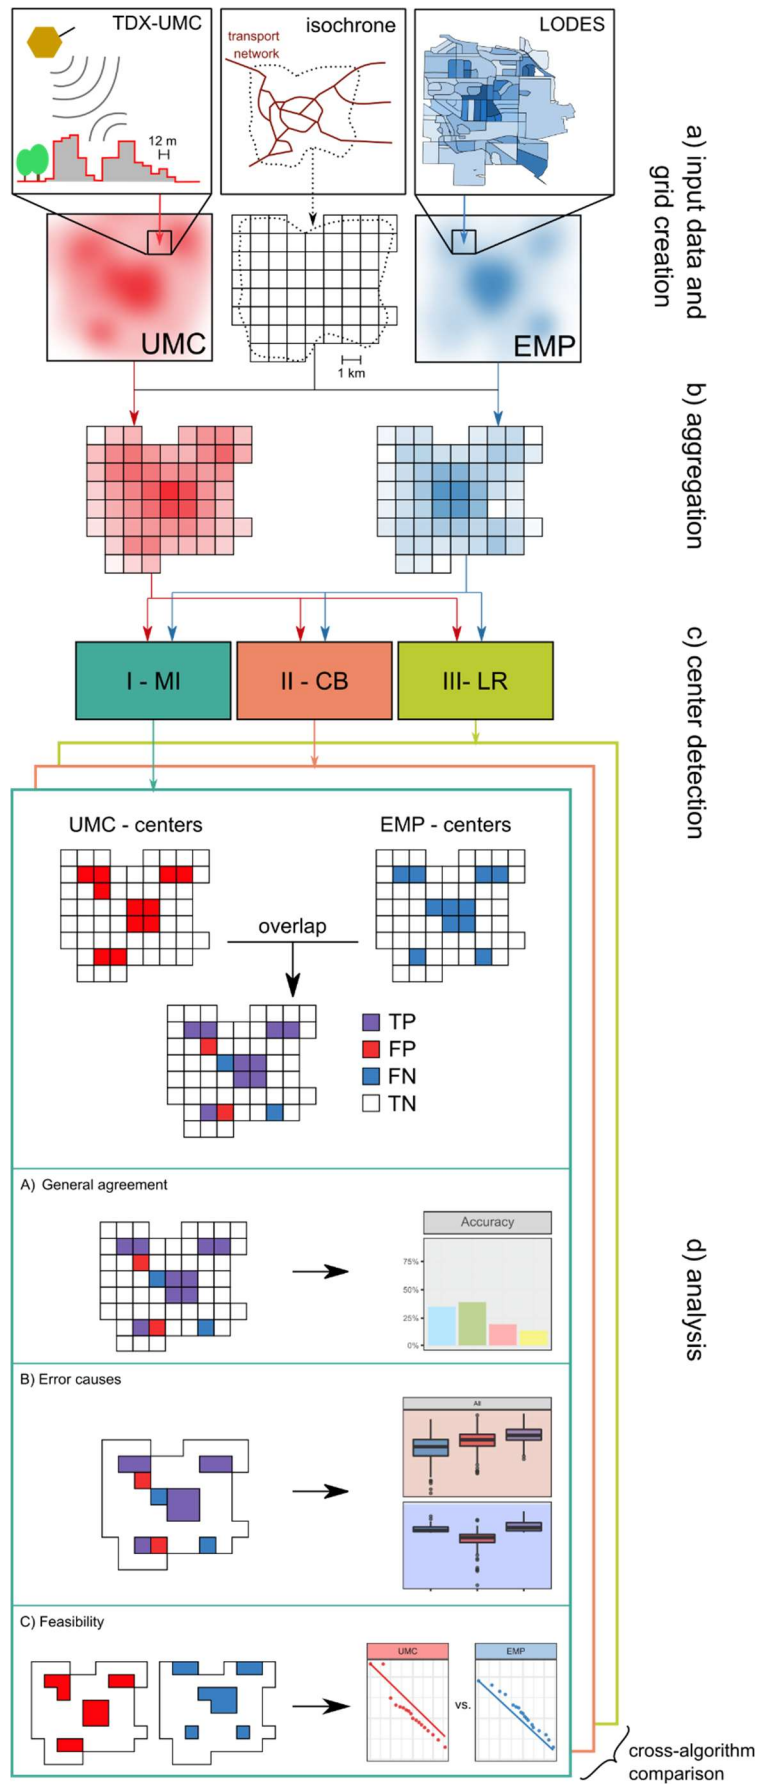 TDX-UMC
12 m
isochrone
transport
network
LODES
a) input data and
grid creation
UMC
1 km
EMP
b) aggregation
c) center detection
I - MI
II - CB
III- LR
UMC - centers
EMP - centers
overlap
TP
FP
FN
TN
d) analysis
A) General agreement
Accuracy
75%
50%
25%
0%
B) Error causes
All
C) Feasibility
UMC
vs.
EMP
cross-algorithm
comparison